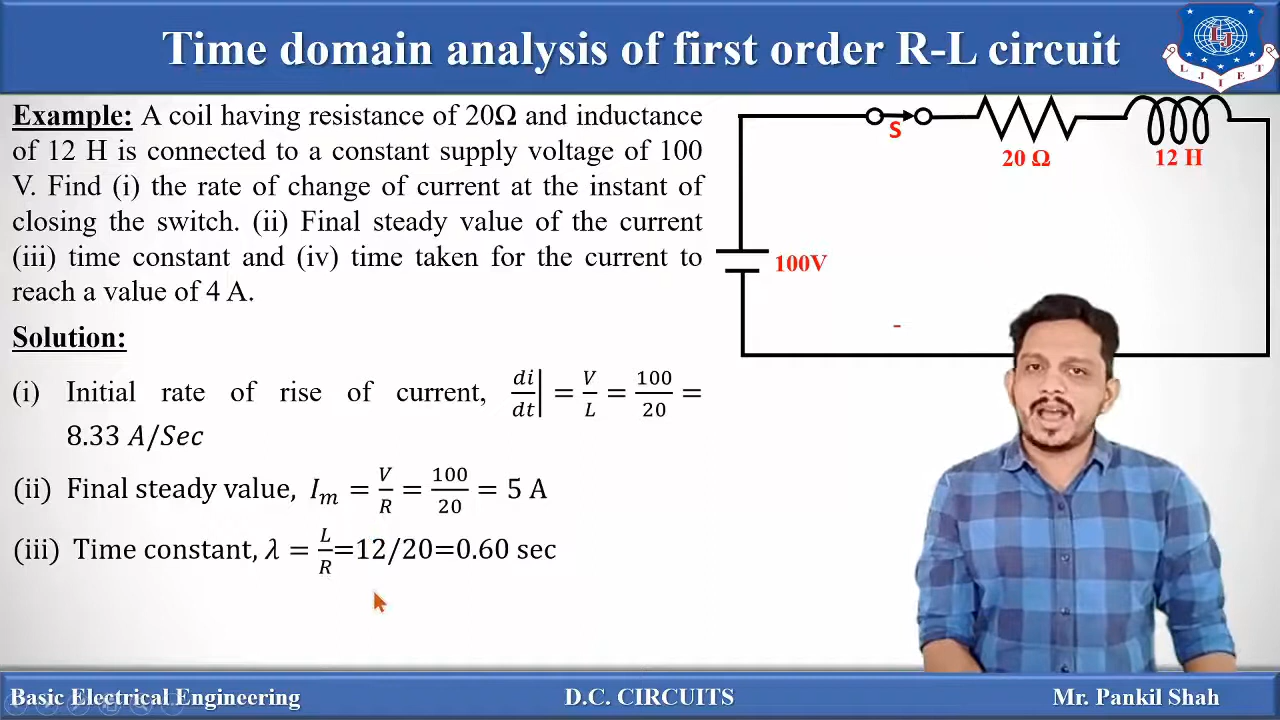 Time domain analysis of first order R-L circuit
LJIET
Example: A coil having resistance of 20Ω and inductance
of 12 H is connected to a constant supply voltage of 100
V. Find (i) the rate of change of current at the instant of
closing the switch. (ii) Final steady value of the current
(iii) time constant and (iv) time taken for the current to
reach a value of 4 A.
S
20 Ω
12 H
100V
-
Solution:
(i) Initial rate of rise of current, di/dt| = V/L = 100/20 =
8.33 A/Sec
(ii) Final steady value, Iₘ = V/R = 100/20 = 5 A
(iii) Time constant, λ = L/R=12/20=0.60 sec
Basic Electrical Engineering
D.C. CIRCUITS
Mr. Pankil Shah